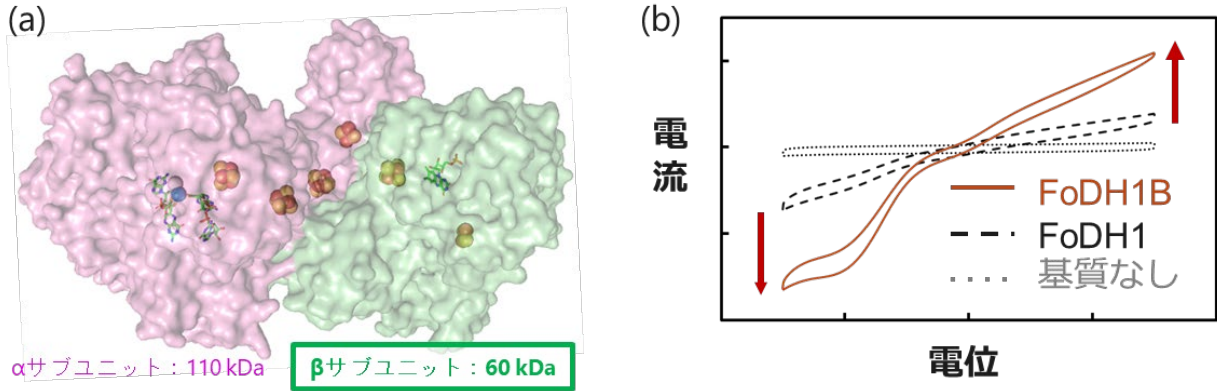 (a)
αサブユニット：110 kDa
βサブユニット：60 kDa
(b)
電流
FoDH1B
FoDH1
基質なし
電位